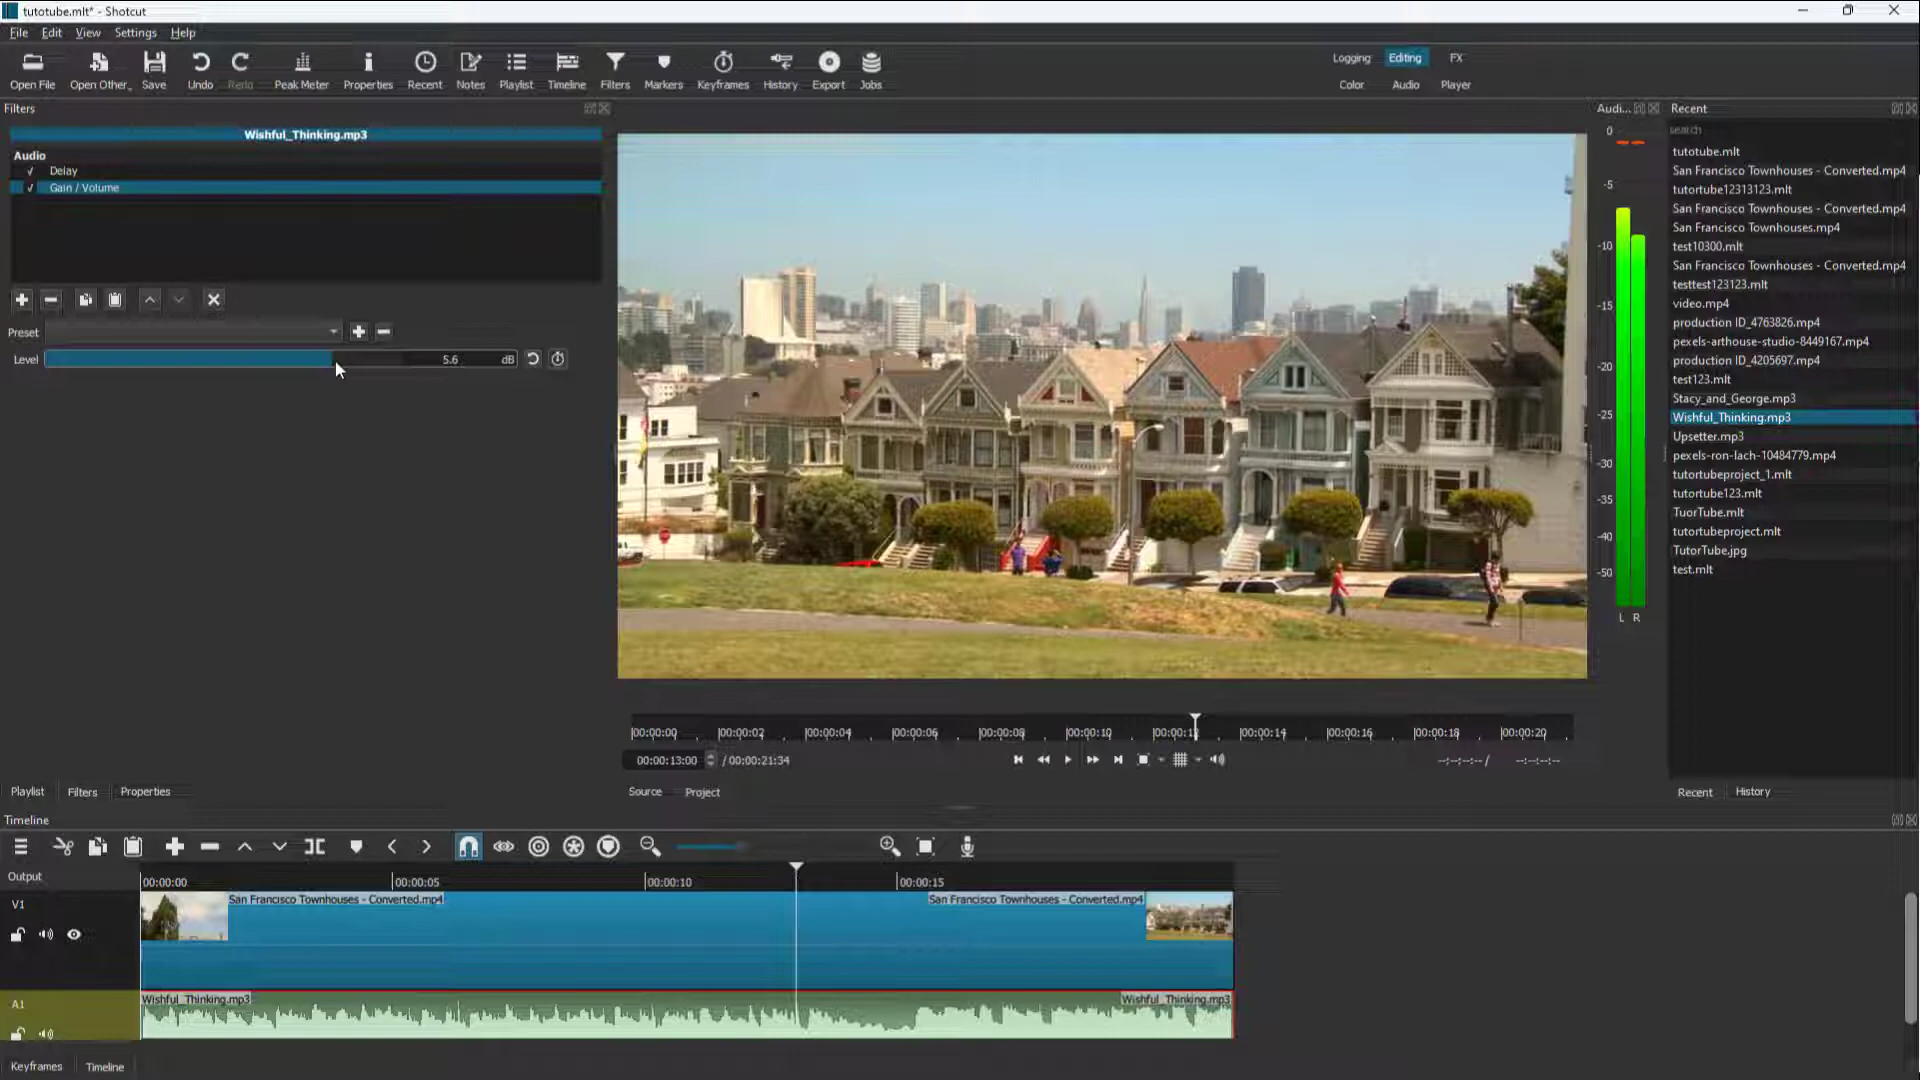 tutotube.mlt* - Shotcut
File Edit View Settings Help
Open File Open Other... Save Undo Redo Peak Meter Properties Recent Notes Playlist Timeline Filters Markers Keyframes History Export Jobs
Logging Editing FX
Color Audio Player
Filters
Wishful_Thinking.mp3
Audio
Delay
Gain / Volume
Preset
Level 5.6 dB
Audi...
0
-5
-10
-15
-20
-25
-30
-35
-40
-50
L R
Recent
search
tutotube.mlt
San Francisco Townhouses - Converted.mp4
tutortube12313123.mlt
San Francisco Townhouses - Converted.mp4
San Francisco Townhouses.mp4
test10300.mlt
San Francisco Townhouses - Converted.mp4
testtest123123.mlt
video.mp4
production ID_4763826.mp4
pexels-arthouse-studio-8449167.mp4
production ID_4205697.mp4
test123.mlt
Stacy_and_George.mp3
Wishful_Thinking.mp3
Upsetter.mp3
pexels-ron-lach-10484779.mp4
tutortubeproject_1.mlt
tutortube123.mlt
TuorTube.mlt
tutortubeproject.mlt
TutorTube.jpg
test.mlt
00:00:00 00:00:02 00:00:04 00:00:06 00:00:08 00:00:10 00:00:12 00:00:14 00:00:16 00:00:18 00:00:20
00:00:13:00 / 00:00:21:34 --:--:--:-- / --:--:--:--
Playlist Filters Properties
Source Project
Recent History
Timeline
Output 00:00:00 00:00:05 00:00:10 00:00:15
V1 San Francisco Townhouses - Converted.mp4 San Francisco Townhouses - Converted.mp4
A1 Wishful_Thinking.mp3 Wishful_Thinking.mp3
Keyframes Timeline